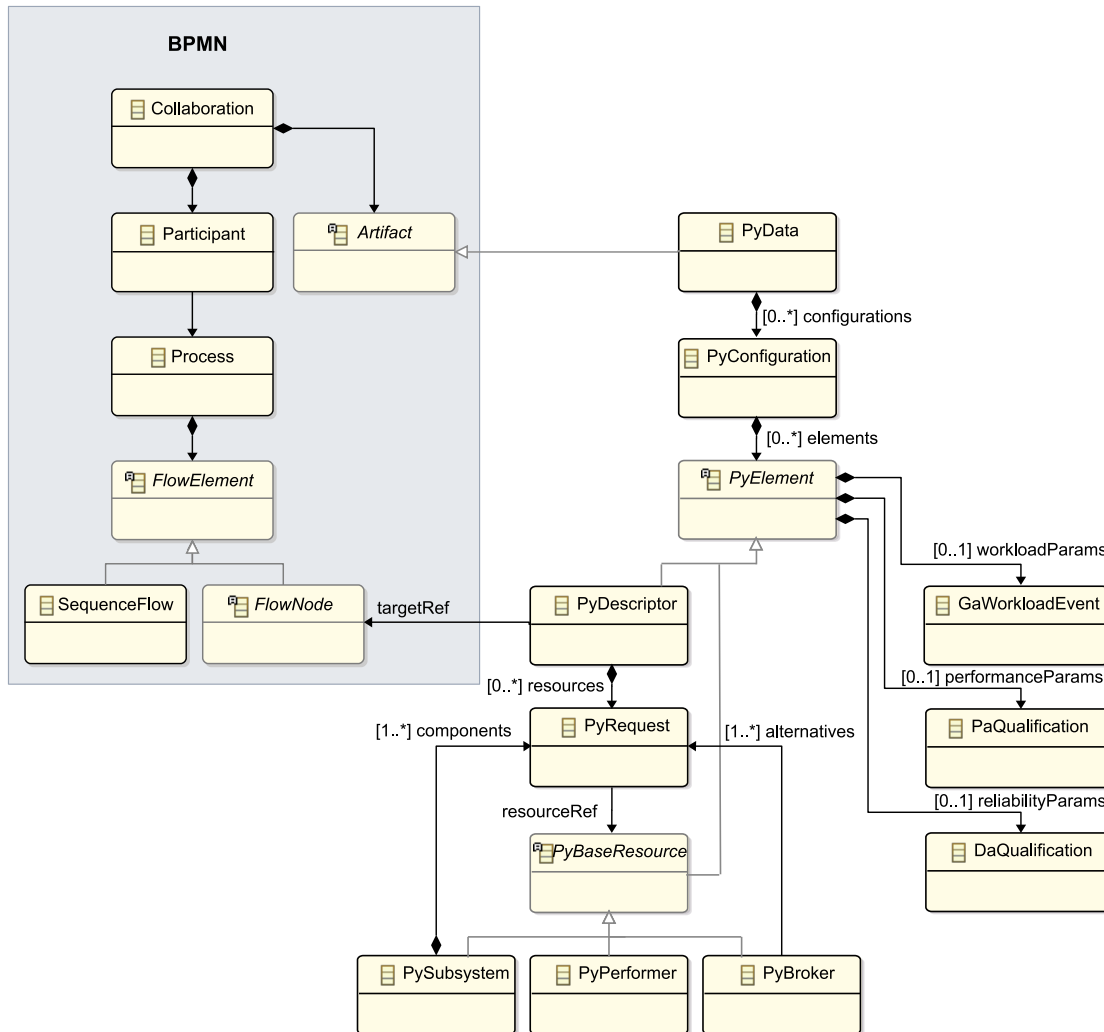 BPMN
Collaboration
Participant
Artifact
PyData
[0..*] configurations
Process
PyConfiguration
[0..*] elements
FlowElement
PyElement
[0..1] workloadParams
SequenceFlow
FlowNode
targetRef
PyDescriptor
GaWorkloadEvent
[0..*] resources
[0..1] performanceParams
[1..*] components
PyRequest
[1..*] alternatives
PaQualification
resourceRef
[0..1] reliabilityParams
PyBaseResource
DaQualification
PySubsystem
PyPerformer
PyBroker